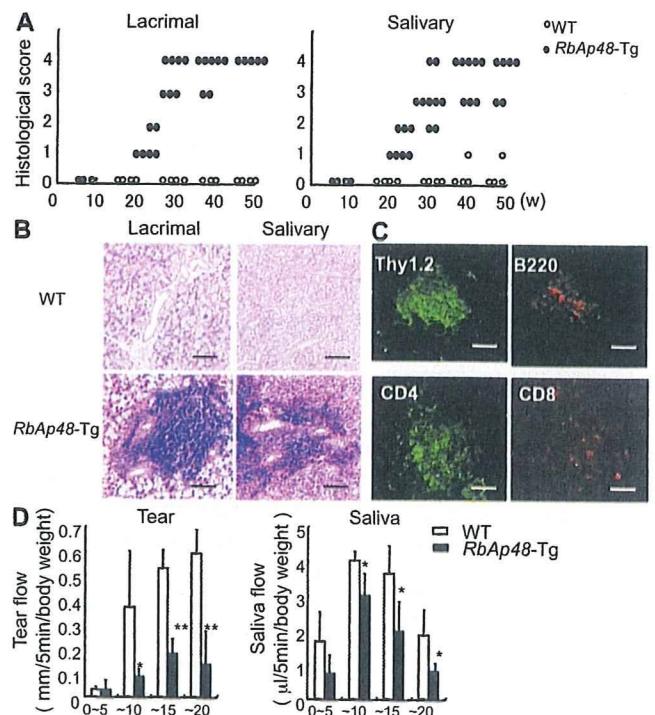 A
Lacrimal
Salivary
WT
RbAp48-Tg
Histological score
4
3
2
1
0
4
3
2
1
0
0 10 20 30 40 50
0 10 20 30 40 50 (w)
B
Lacrimal
Salivary
WT
RbAp48-Tg
C
Thy1.2
B220
CD4
CD8
D
Tear
Saliva
WT
RbAp48-Tg
Tear flow
( mm/5min/body weight )
0.7
0.6
0.5
0.4
0.3
0.2
0.1
0
*
**
**
0~5 ~10 ~15 ~20
Saliva flow
( µl/5min/body weight )
5
4
3
2
1
0
*
*
*
0~5 ~10 ~15 ~20